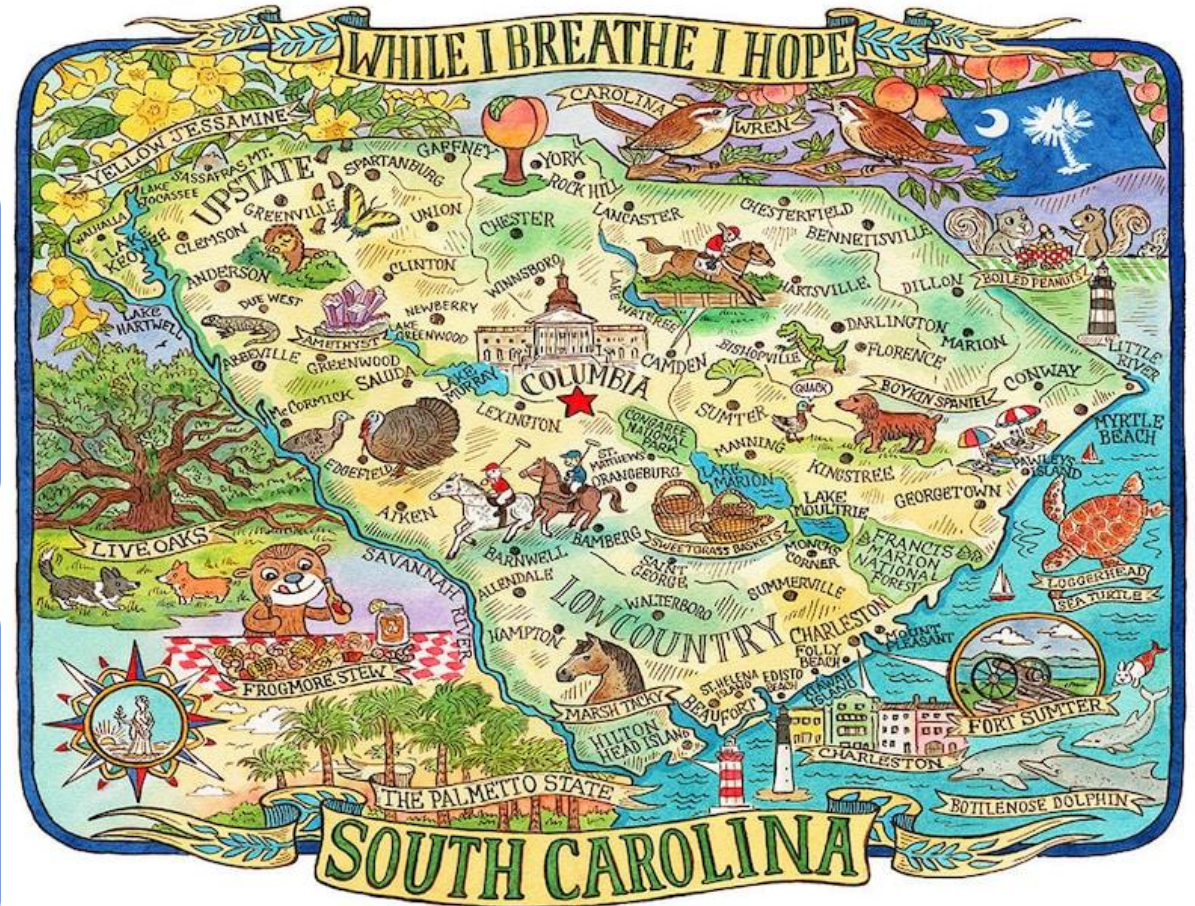 WHILE I BREATHE I HOPE
YELLOW JESSAMINE
CAROLINA
WREN
SASSAFRAS MT.
LAKE
JOCASSEE
UPSTATE
SPARTANBURG
GAFFNEY
YORK
ROCK HILL
WALHALLA
LAKE
KEOWEE
CLEMSON
GREENVILLE
UNION
CHESTER
LANCASTER
CHESTERFIELD
BENNETTSVILLE
ANDERSON
CLINTON
WINNSBORO
LAKE
WATEREE
HARTSVILLE
DILLON
BOILED PEANUTS
LAKE
HARTWELL
DUE WEST
AMETHYST
NEWBERRY
LAKE
GREENWOOD
ABBEVILLE
GREENWOOD
SALUDA
LAKE
MURRAY
COLUMBIA
CAMDEN
BISHOPVILLE
DARLINGTON
FLORENCE
MARION
LITTLE
RIVER
McCORMICK
LEXINGTON
SUMTER
QUACK
BOYKIN SPANIEL
CONWAY
MYRTLE
BEACH
EDGEFIELD
CONGAREE
NATIONAL
PARK
ST.
MATTHEWS
ORANGEBURG
MANNING
KINGSTREE
PAWLEYS
ISLAND
AIKEN
LAKE
MARION
LAKE
MOULTRIE
GEORGETOWN
LIVE OAKS
BARNWELL
BAMBERG
SWEETGRASS BASKETS
MONCKS
CORNER
FRANCIS
MARION
NATIONAL
FOREST
LOGGERHEAD
SEA TURTLE
SAVANNAH RIVER
ALLENDALE
SAINT
GEORGE
SUMMERVILLE
LOWCOUNTRY
WALTERBORO
HAMPTON
CHARLESTON
MOUNT
PLEASANT
FOLLY
BEACH
FROGMORE STEW
MARSH TACKY
ST. HELENA
ISLAND
EDISTO
BEACH
KIAWAH
ISLAND
BEAUFORT
FORT SUMTER
HILTON
HEAD ISLAND
CHARLESTON
THE PALMETTO STATE
BOTTLENOSE DOLPHIN
SOUTH CAROLINA